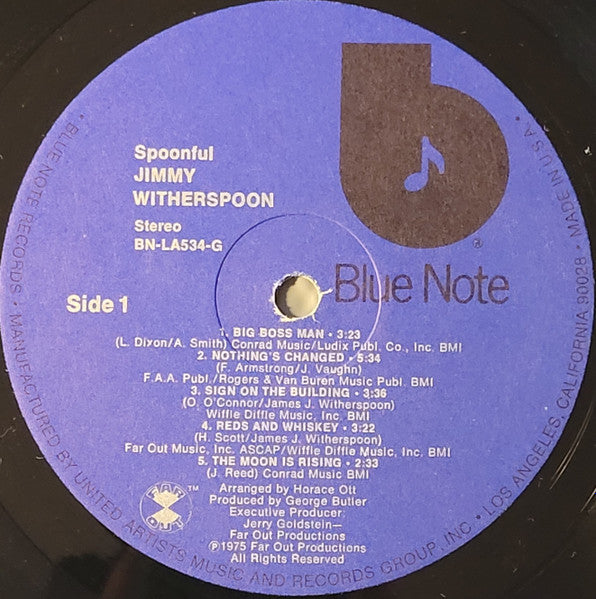 Spoonful
JIMMY
WITHERSPOON
Stereo
BN-LA534-G
®
Blue Note
Side 1
1. BIG BOSS MAN • 3:23
(L. Dixon/A. Smith) Conrad Music/Ludix Publ. Co., Inc. BMI
2. NOTHING'S CHANGED • 5:34
(F. Armstrong/J. Vaughn)
F.A.A. Publ./Rogers & Van Buren Music Publ. BMI
3. SIGN ON THE BUILDING • 3:36
(O. O'Connor/James J. Witherspoon)
Wiffle Diffle Music, Inc. BMI
4. REDS AND WHISKEY • 3:22
(H. Scott/James J. Witherspoon)
Far Out Music, Inc. ASCAP/Wiffle Diffle Music, Inc. BMI
5. THE MOON IS RISING • 2:33
(J. Reed) Conrad Music BMI
FAR OUT ™
Arranged by Horace Ott
Produced by George Butler
Executive Producer:
Jerry Goldstein—
Far Out Productions
℗1975 Far Out Productions
All Rights Reserved
BLUE NOTE RECORDS • MANUFACTURED BY UNITED ARTISTS MUSIC AND RECORDS GROUP, INC. • LOS ANGELES, CALIFORNIA 90028 • MADE IN U.S.A.